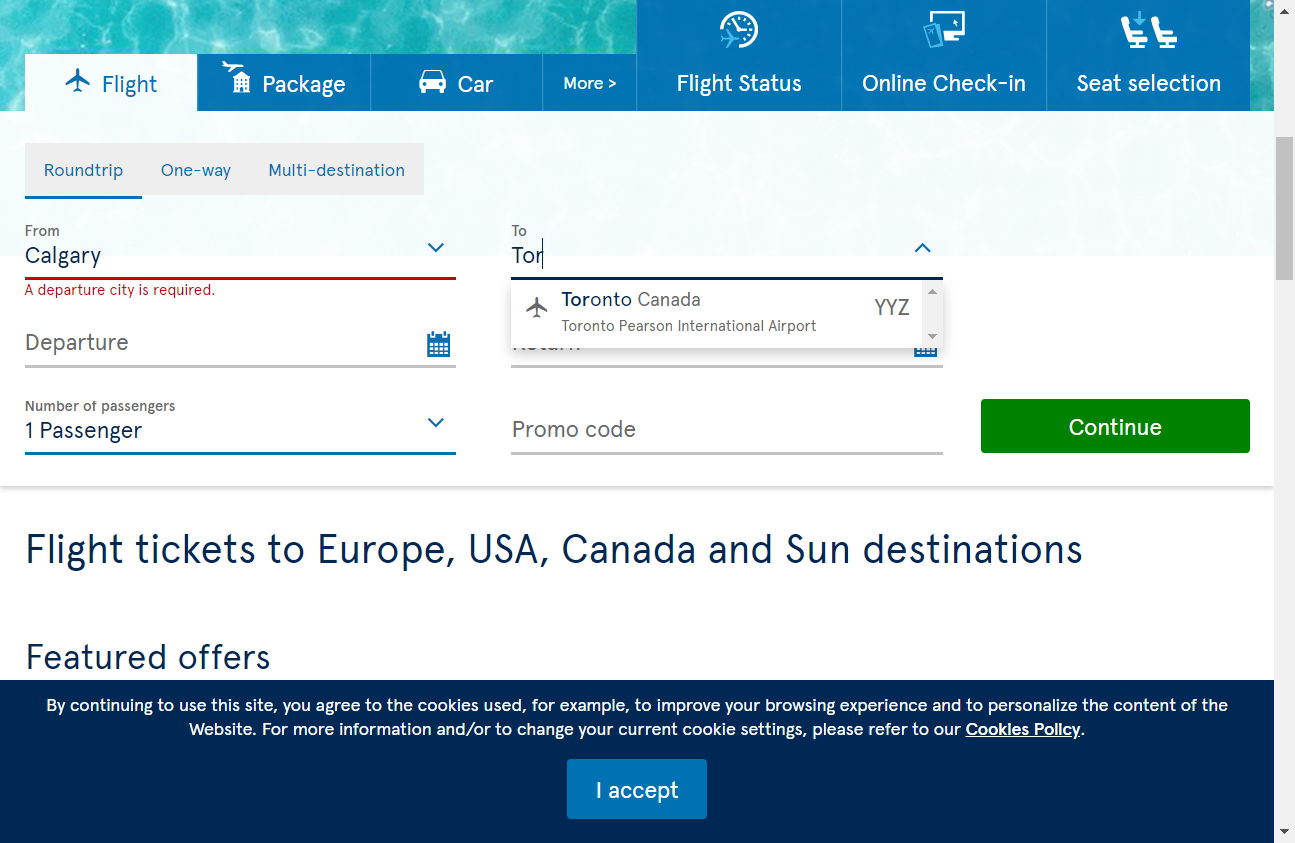 Flight
Package
Car
More >
Flight Status
Online Check-in
Seat selection
Roundtrip
One-way
Multi-destination
From
Calgary
A departure city is required.
To
Tor
Toronto Canada
Toronto Pearson International Airport
YYZ
Departure
Number of passengers
1 Passenger
Promo code
Continue
Flight tickets to Europe, USA, Canada and Sun destinations
Featured offers
By continuing to use this site, you agree to the cookies used, for example, to improve your browsing experience and to personalize the content of the
Website. For more information and/or to change your current cookie settings, please refer to our Cookies Policy.
I accept